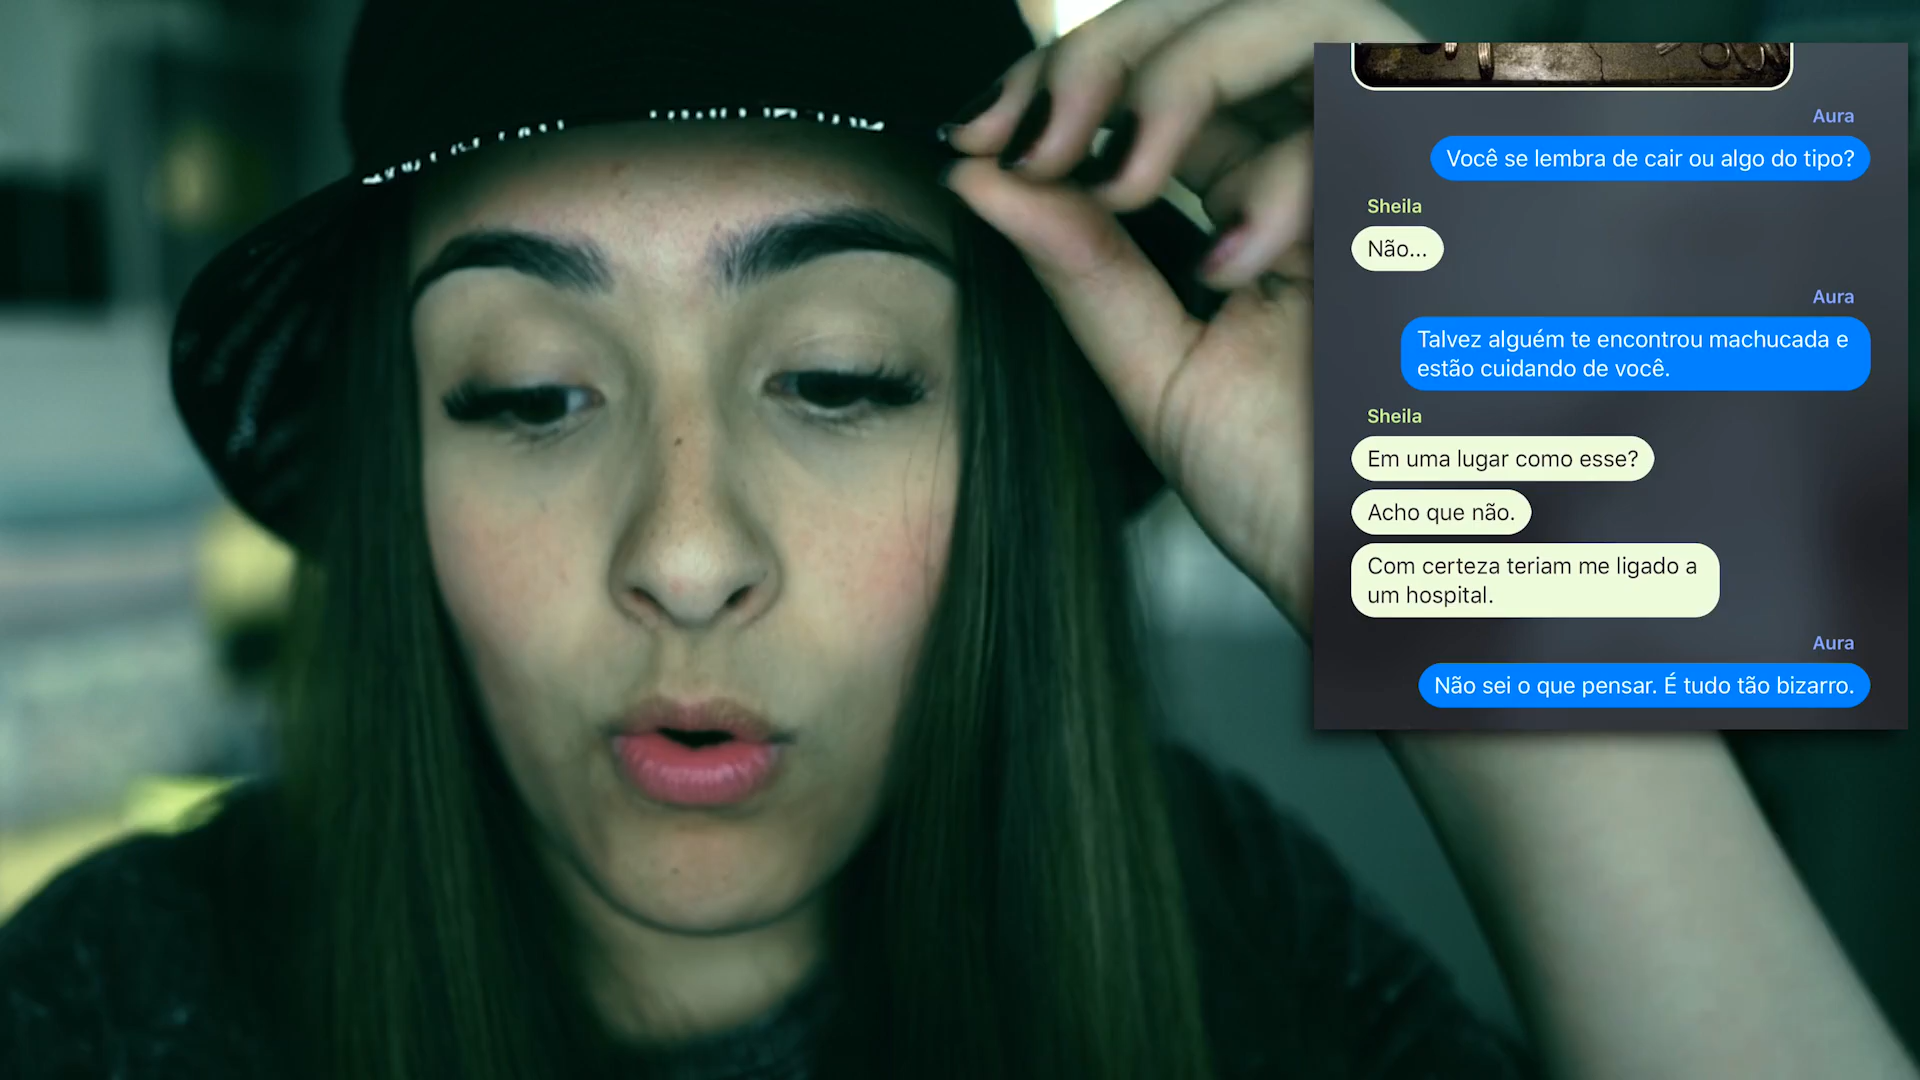 Aura
Você se lembra de cair ou algo do tipo?
Sheila
Não...
Aura
Talvez alguém te encontrou machucada e
estão cuidando de você.
Sheila
Em uma lugar como esse?
Acho que não.
Com certeza teriam me ligado a
um hospital.
Aura
Não sei o que pensar. É tudo tão bizarro.